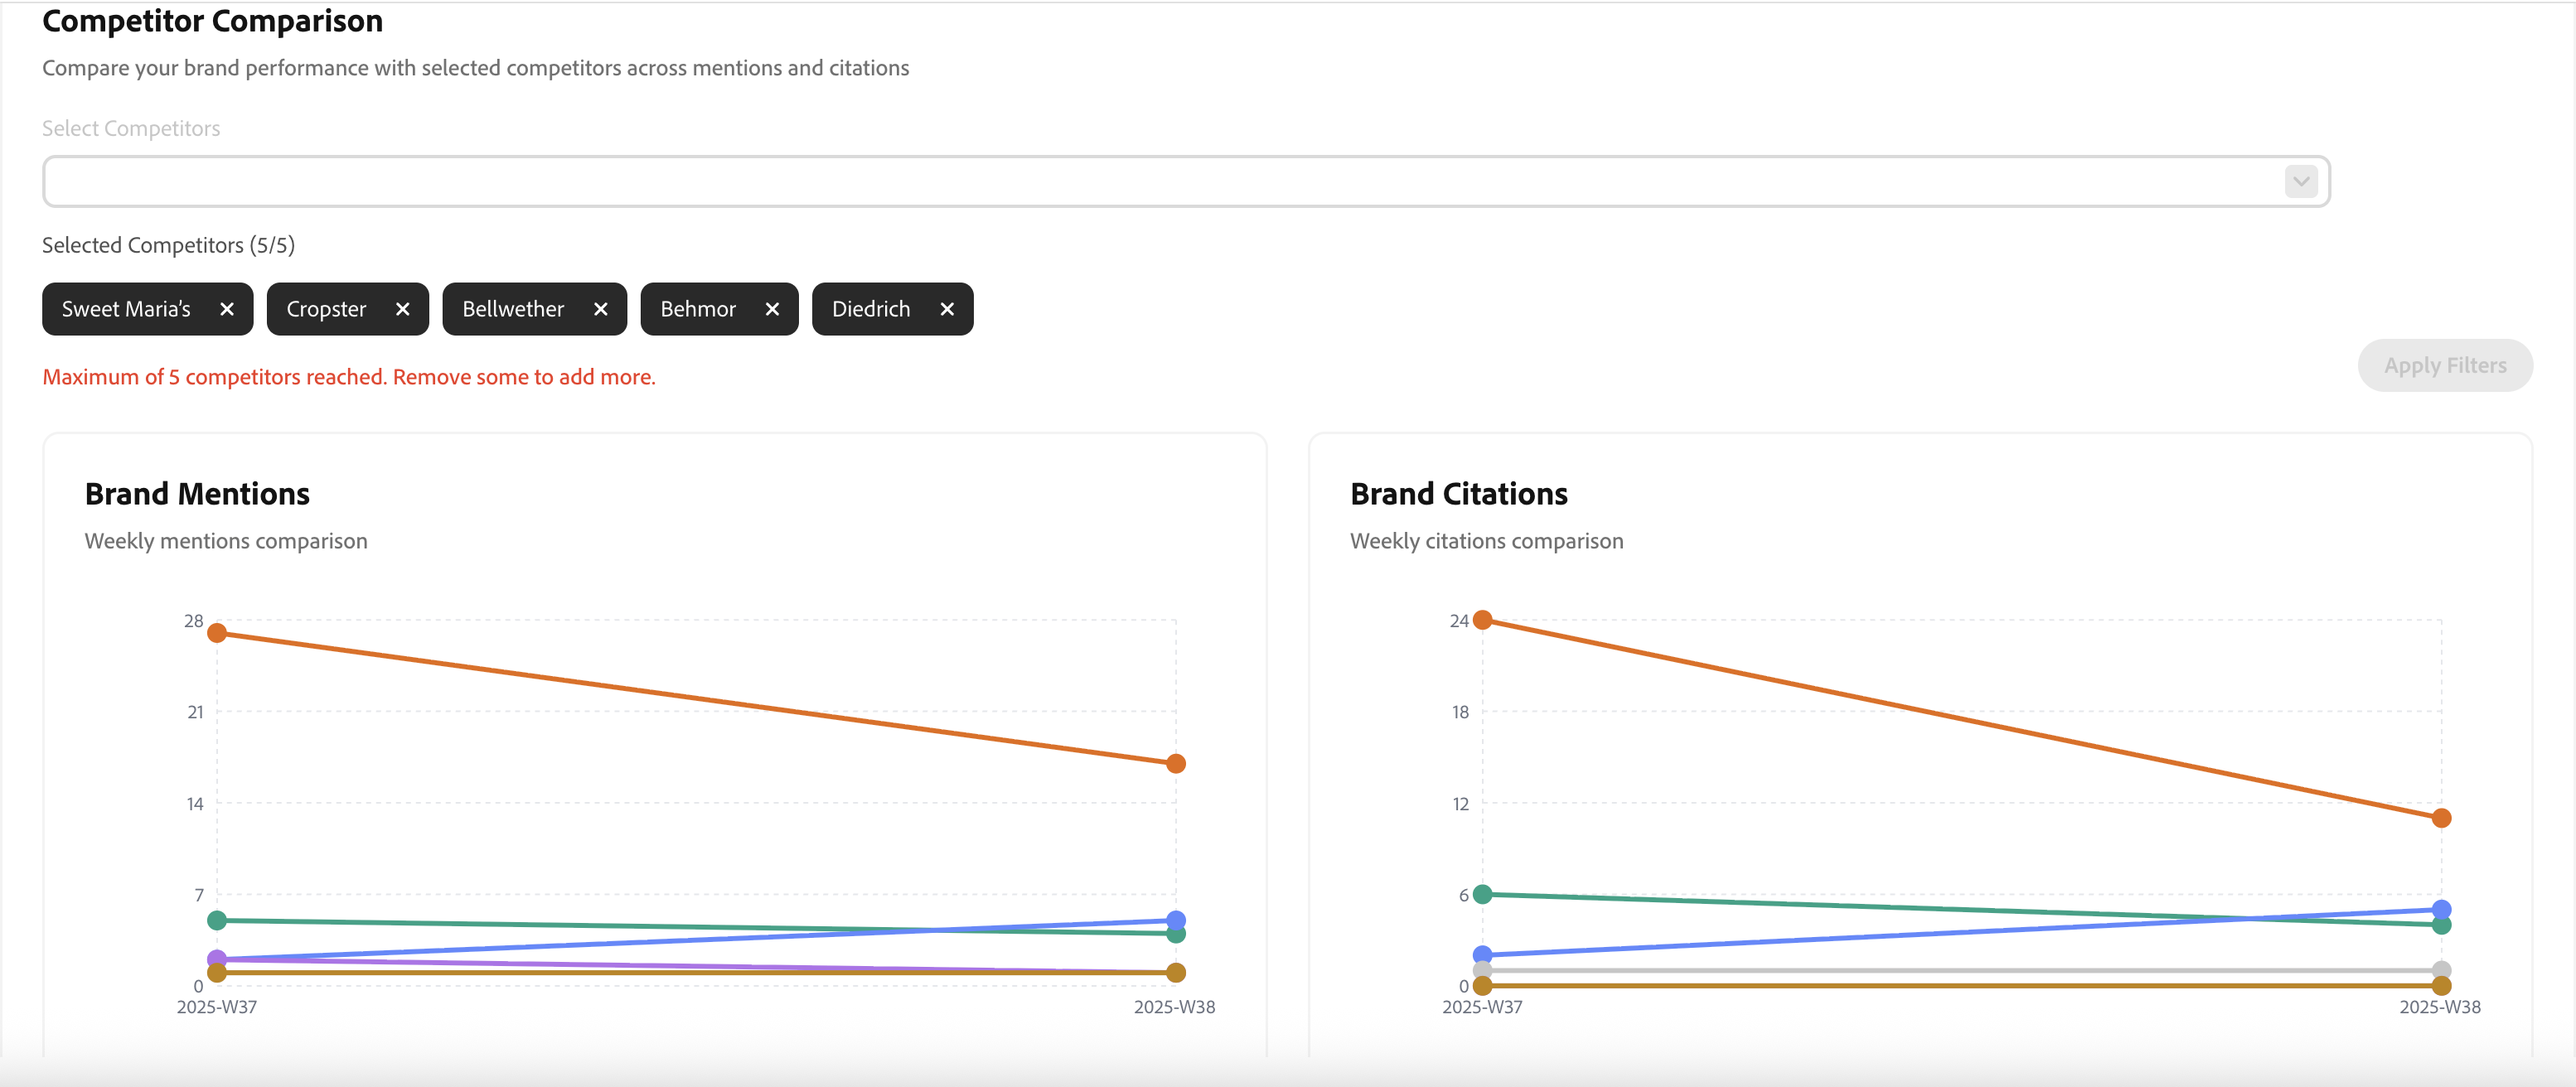 Competitor Comparison
Compare your brand performance with selected competitors across mentions and citations
Select Competitors
Selected Competitors (5/5)
Sweet Maria's
Cropster
Bellwether
Behmor
Diedrich
Maximum of 5 competitors reached. Remove some to add more.
Apply Filters
Brand Mentions
Weekly mentions comparison
28
21
14
7
0
2025-W37
2025-W38
Brand Citations
Weekly citations comparison
24
18
12
6
0
2025-W37
2025-W38